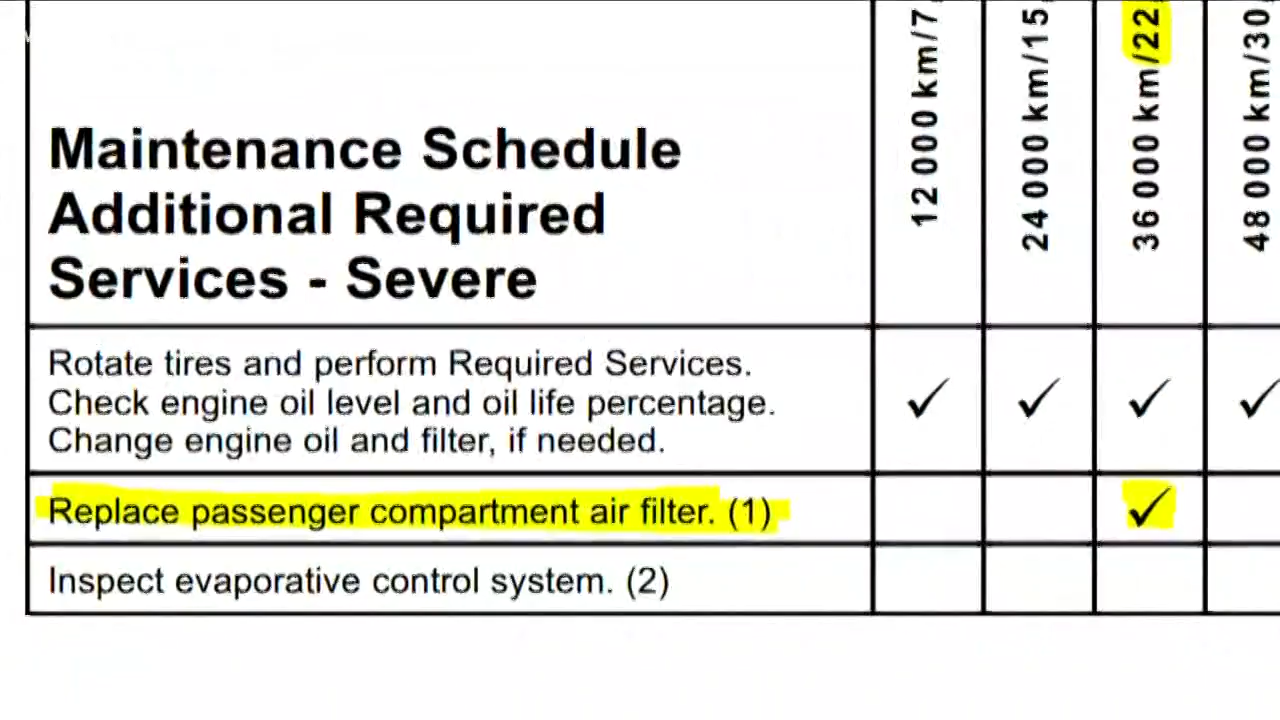 12 000 km/7
24 000 km/15
36 000 km/22
48 000 km/30
Maintenance Schedule
Additional Required
Services - Severe
Rotate tires and perform Required Services.
Check engine oil level and oil life percentage.
Change engine oil and filter, if needed.
✓ ✓ ✓ ✓
Replace passenger compartment air filter. (1)
✓
Inspect evaporative control system. (2)